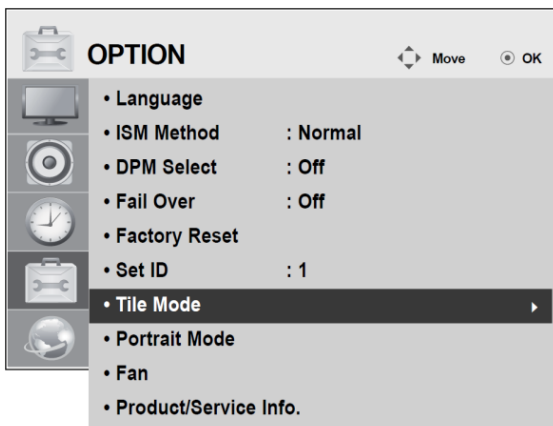 OPTION Move OK
• Language
• ISM Method : Normal
• DPM Select : Off
• Fail Over : Off
• Factory Reset
• Set ID : 1
• Tile Mode
• Portrait Mode
• Fan
• Product/Service Info.